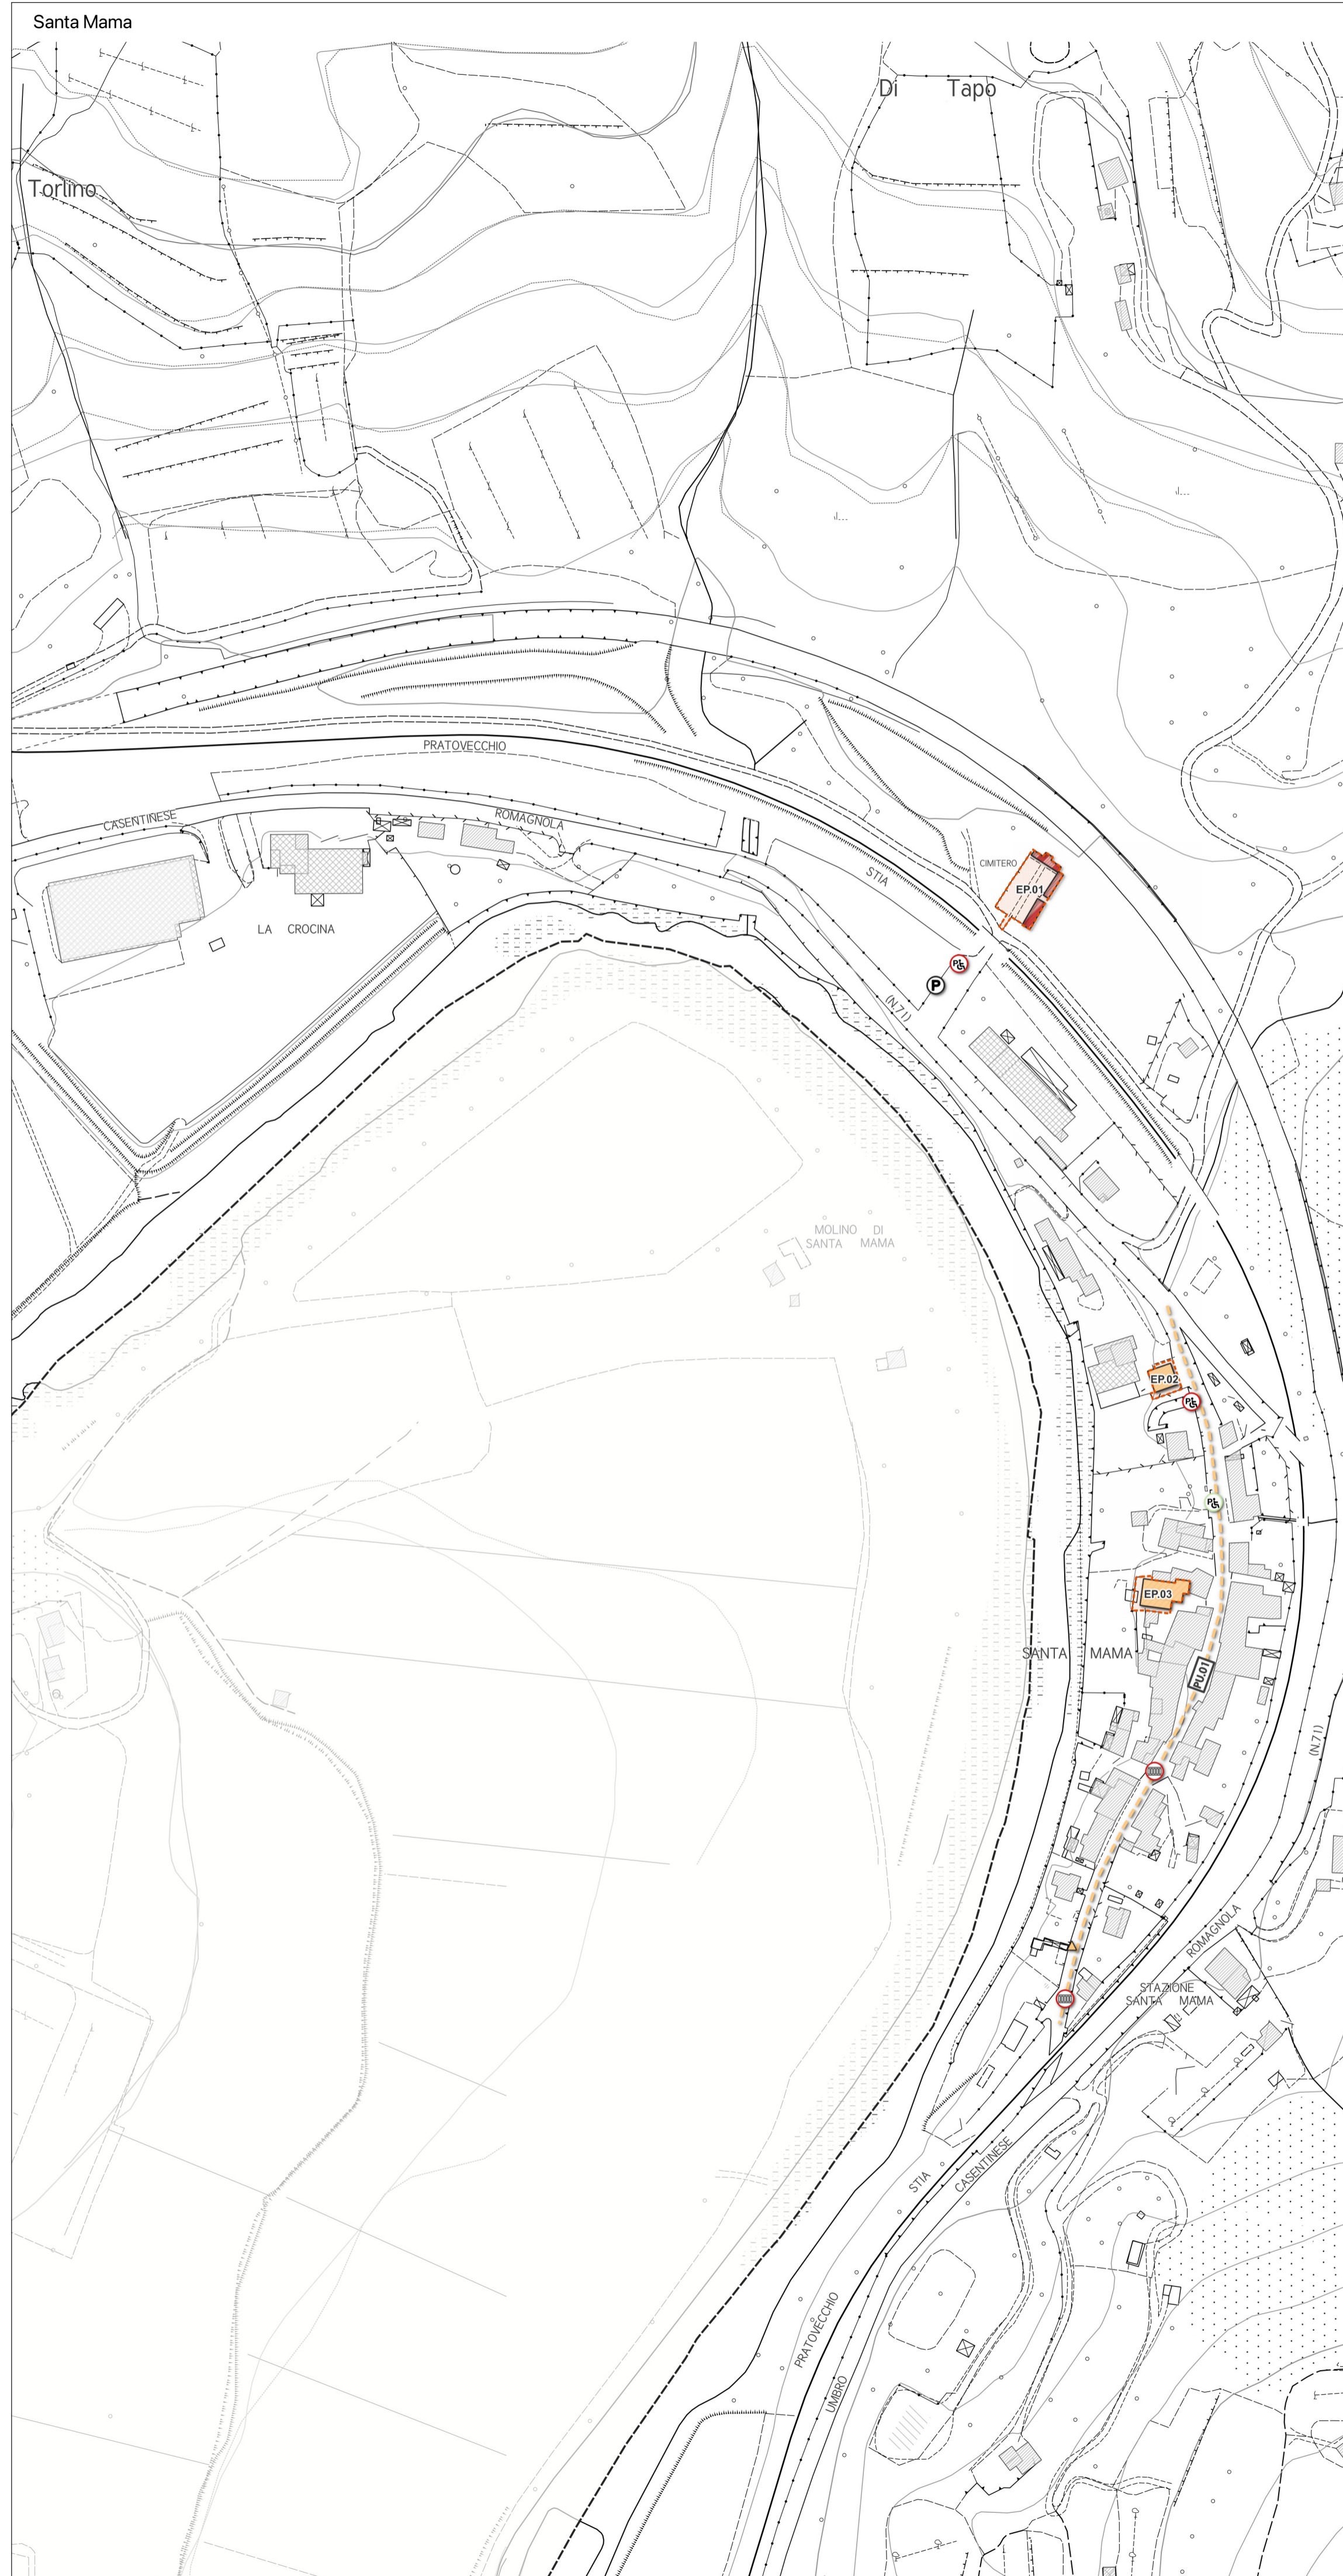 Santa Mama
Di Tapo
Torlino
PRATOVECCHIO
CASENTINESE
ROMAGNOLA
STIA
CIMITERO
EP.01
LA CROCINA
P
P
(N.71)
MOLINO DI
SANTA MAMA
EP.02
P
P
EP.03
SANTA MAMA
PU.01
(N.71)
ROMAGNOLA
STAZIONE
SANTA MAMA
CASENTINESE
STIA
PRATOVECCHIO
UMBRO